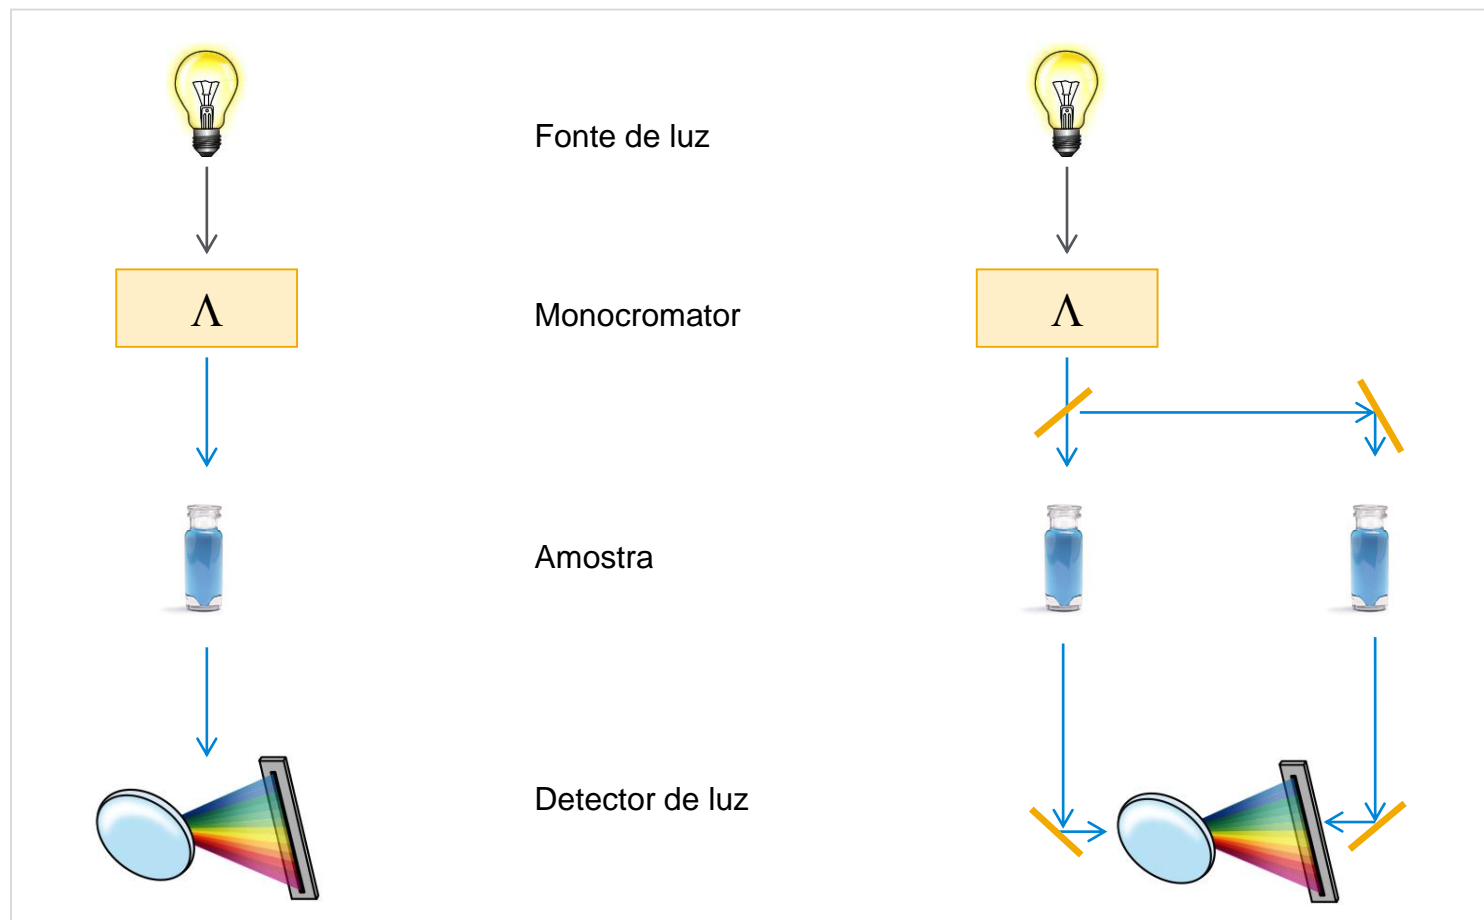 Fonte de luz
Λ
Monocromator
Λ
Amostra
Detector de luz